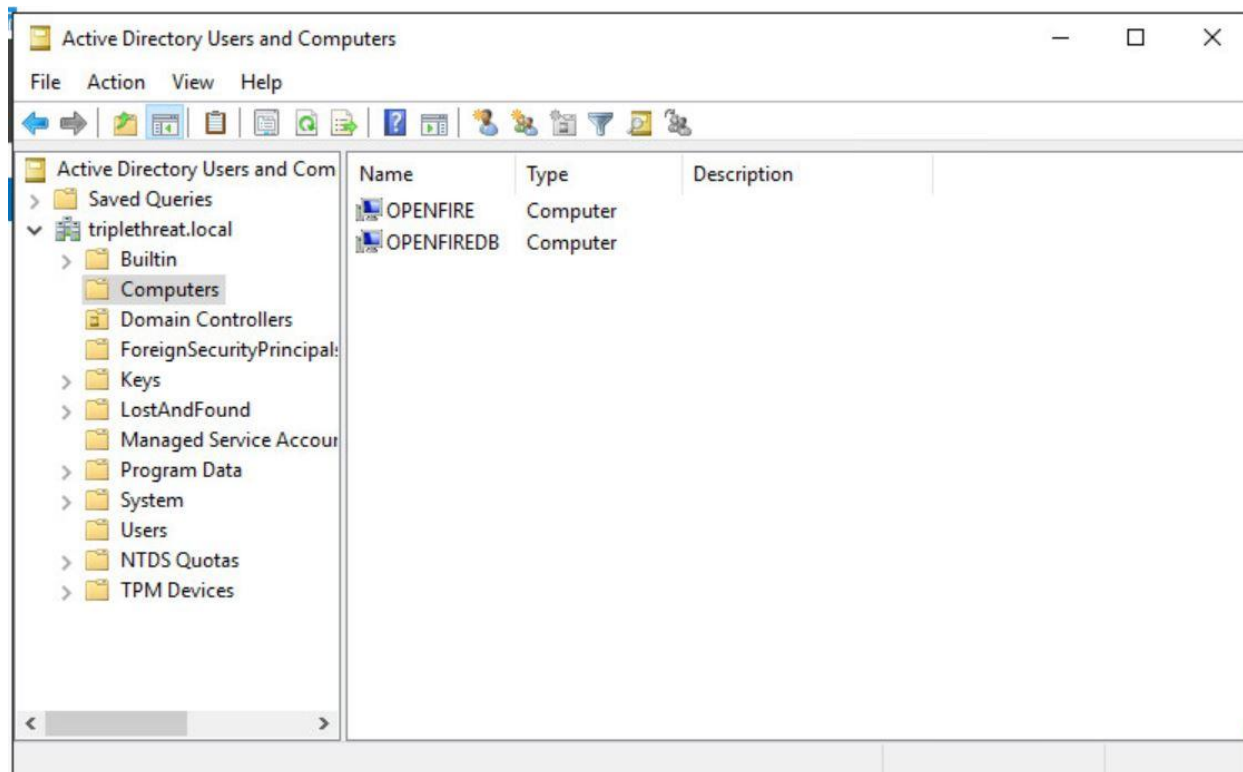 Active Directory Users and Computers
File Action View Help
Active Directory Users and Com
Saved Queries
triplethreat.local
Builtin
Computers
Domain Controllers
ForeignSecurityPrincipals
Keys
LostAndFound
Managed Service Accour
Program Data
System
Users
NTDS Quotas
TPM Devices
Name Type Description
OPENFIRE Computer
OPENFIREDB Computer